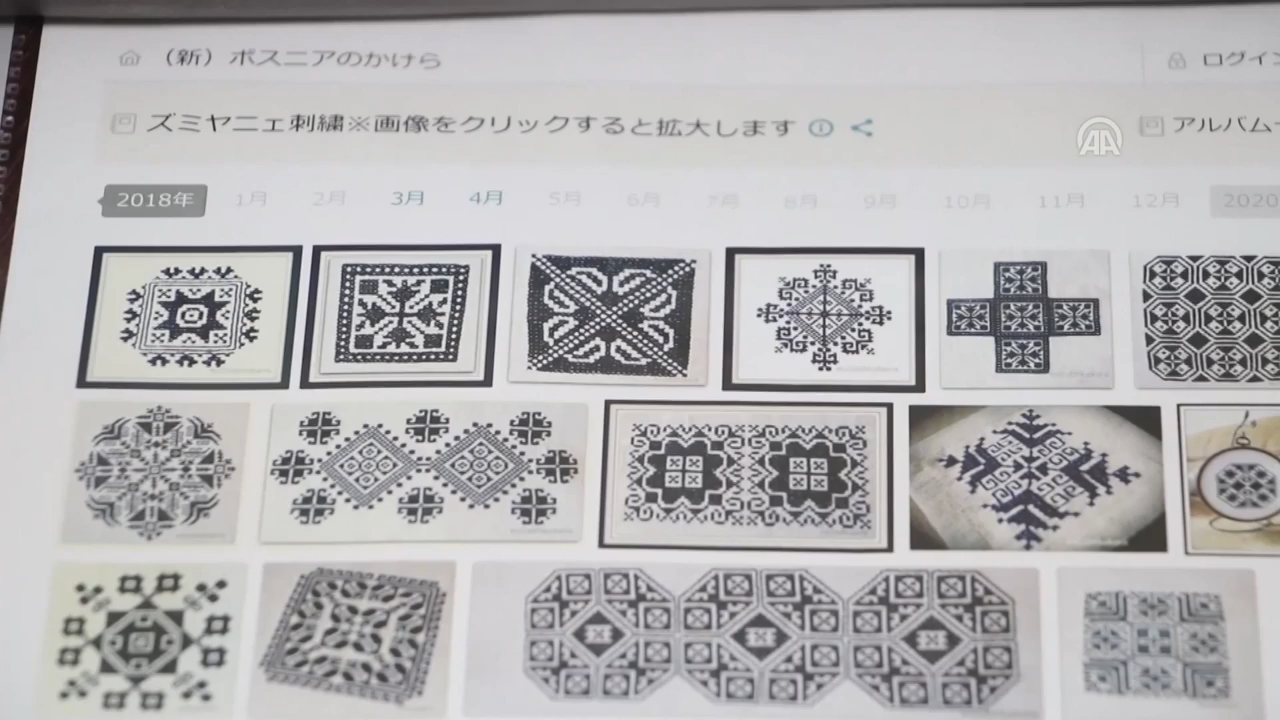 （新）ボスニアのかけら
ログイン
ズミヤニェ刺繍※画像をクリックすると拡大します
アルバム
2018年 1月 2月 3月 4月 5月 6月 7月 8月 9月 10月 11月 12月 2020
AA